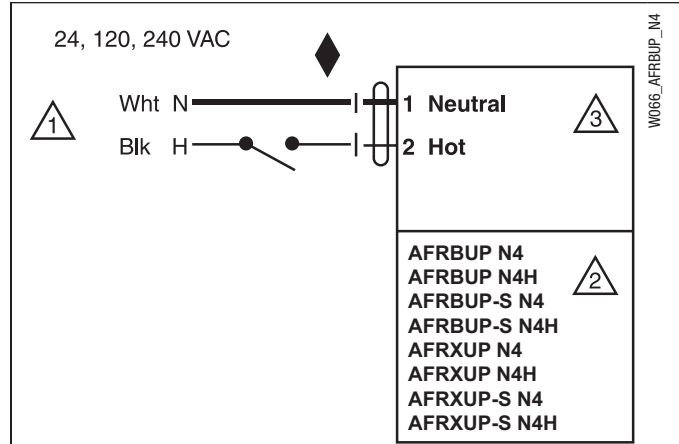 24, 120, 240 VAC
W066_AFRBUP_N4
1
Wht N
1 Neutral
3
Blk H
2 Hot
AFRBUP N4
2
AFRBUP N4H
AFRBUP-S N4
AFRBUP-S N4H
AFRXUP N4
AFRXUP N4H
AFRXUP-S N4
AFRXUP-S N4H